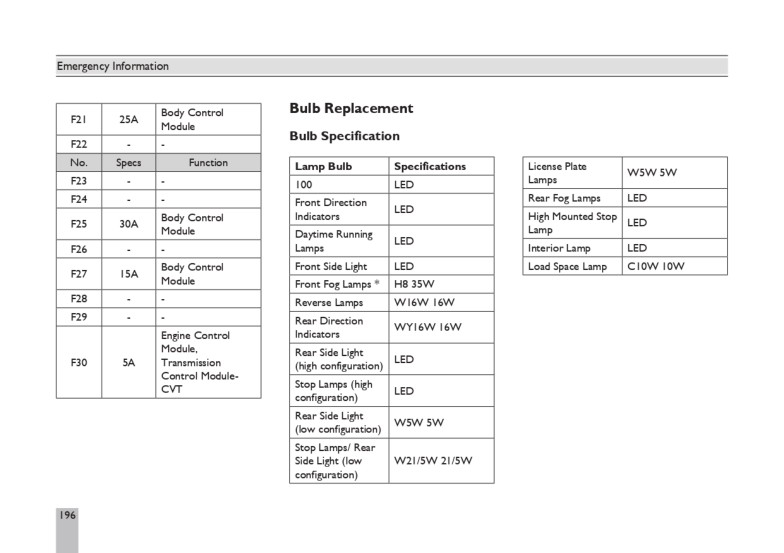 Emergency Information
F21 25A Body Control
Module
F22 - -
No. Specs Function
F23 - -
F24 - -
F25 30A Body Control
Module
F26 - -
F27 15A Body Control
Module
F28 - -
F29 - -
F30 5A Engine Control
Module,
Transmission
Control Module-
CVT
Bulb Replacement
Bulb Specification
Lamp Bulb Specifications
100 LED
Front Direction
Indicators LED
Daytime Running
Lamps LED
Front Side Light LED
Front Fog Lamps * H8 35W
Reverse Lamps W16W 16W
Rear Direction
Indicators WY16W 16W
Rear Side Light
(high configuration) LED
Stop Lamps (high
configuration) LED
Rear Side Light
(low configuration) W5W 5W
Stop Lamps/ Rear
Side Light (low
configuration) W21/5W 21/5W
License Plate
Lamps W5W 5W
Rear Fog Lamps LED
High Mounted Stop
Lamp LED
Interior Lamp LED
Load Space Lamp C10W 10W
196